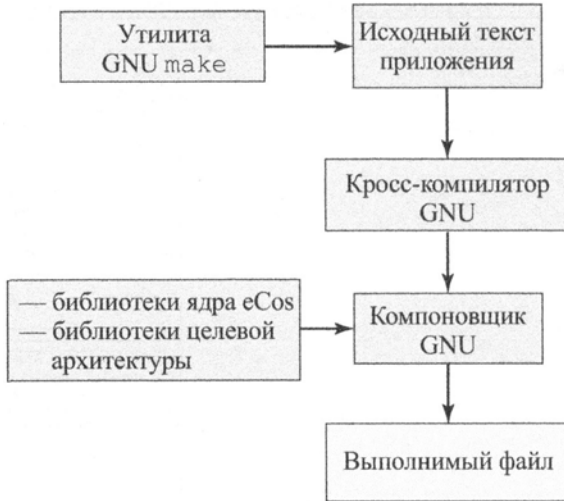 Утилита
GNU make
Исходный текст
приложения
Кросс-компилятор
GNU
— библиотеки ядра eCos
— библиотеки целевой
архитектуры
Компоновщик
GNU
Выполнимый файл